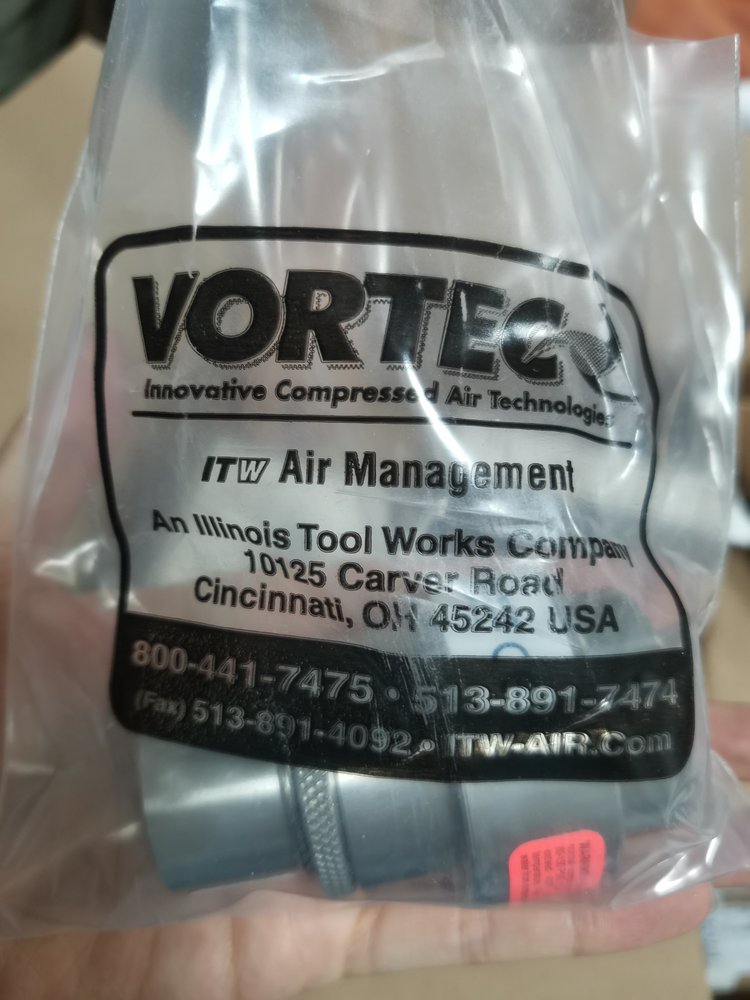 VORTEC
Innovative Compressed Air Technologies
ITW Air Management
An Illinois Tool Works Company
10125 Carver Road
Cincinnati, OH 45242 USA
800-441-7475 • 513-891-7474
(Fax) 513-891-4092 • ITW-AIR.Com